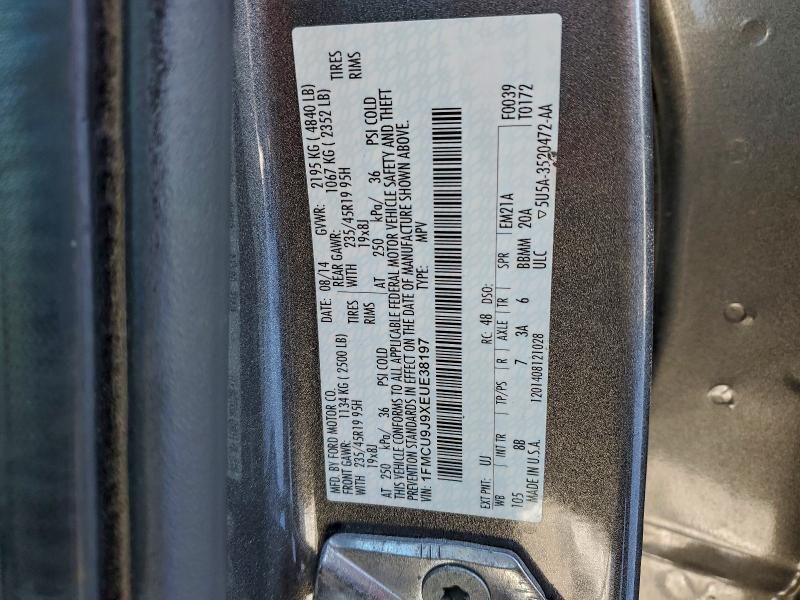 MFD. BY FORD MOTOR CO. DATE: 08/14 GVWR: 2195 KG ( 4840 LB)
FRONT GAWR: 1134 KG ( 2500 LB) REAR GAWR: 1067 KG ( 2352 LB)
WITH 235/45R19 95H TIRES WITH 235/45R19 95H TIRES
19x8J RIMS 19x8J RIMS
AT 250 kPa/ 36 PSI COLD AT 250 kPa/ 36 PSI COLD
THIS VEHICLE CONFORMS TO ALL APPLICABLE FEDERAL MOTOR VEHICLE SAFETY AND THEFT
PREVENTION STANDARDS IN EFFECT ON THE DATE OF MANUFACTURE SHOWN ABOVE.
VIN: 1FMCU9J9XEUE38197 TYPE: MPV
EXT PNT: UJ RC: 48 DSO: F0039
WB INT TR TP/PS R AXLE TR SPR EM21A T0172
105 8B 7 3A 6 BBMM 20A
MADE IN U.S.A. 1201408121028 ULC 5U5A-3520472-AA